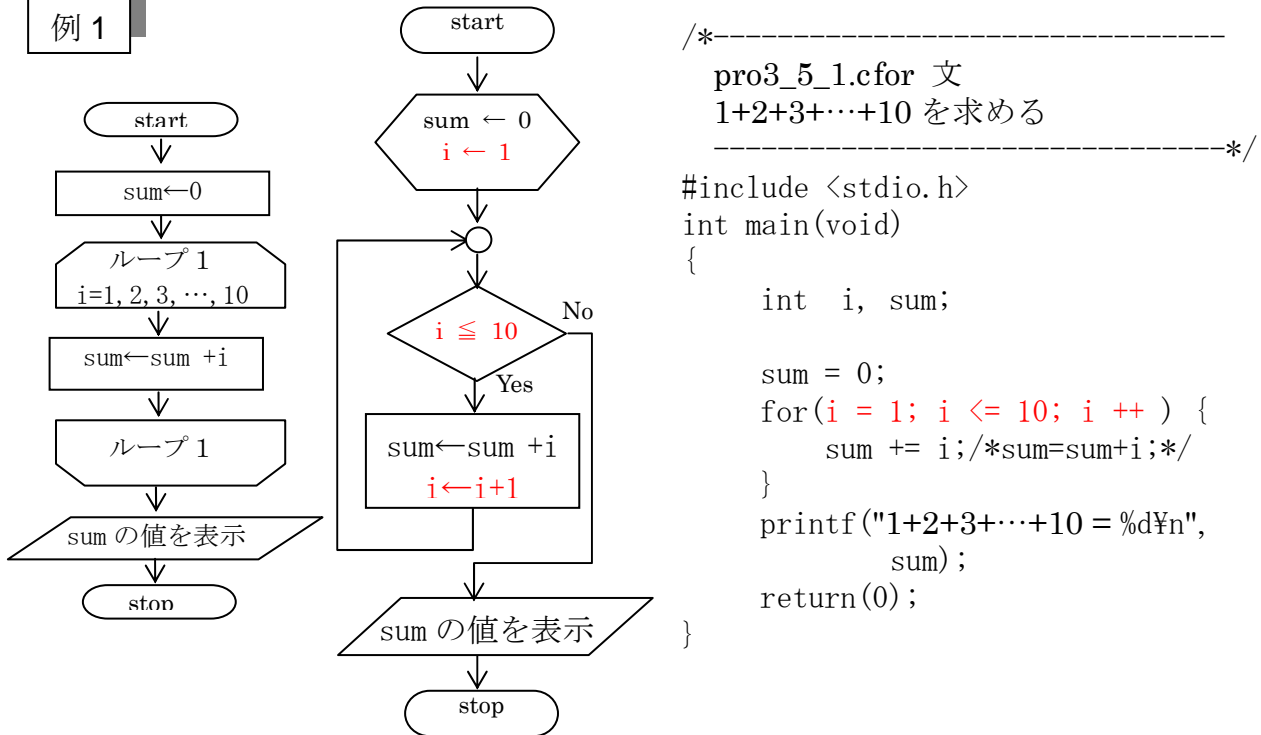 例 1
start
sum←0
ループ 1
i=1,2,3,…,10
sum←sum +i
ループ 1
sum の値を表示
stop
start
sum ← 0
i ← 1
i ≦ 10
No
Yes
sum←sum +i
i←i+1
sum の値を表示
stop
/*--------------------------------
pro3_5_1.cfor 文
1+2+3+…+10 を求める
--------------------------------*/
#include <stdio.h>
int main(void)
{
int i, sum;
sum = 0;
for(i = 1; i <= 10; i ++ ) {
sum += i;/*sum=sum+i;*/
}
printf("1+2+3+…+10 = %d¥n",
sum);
return(0);
}